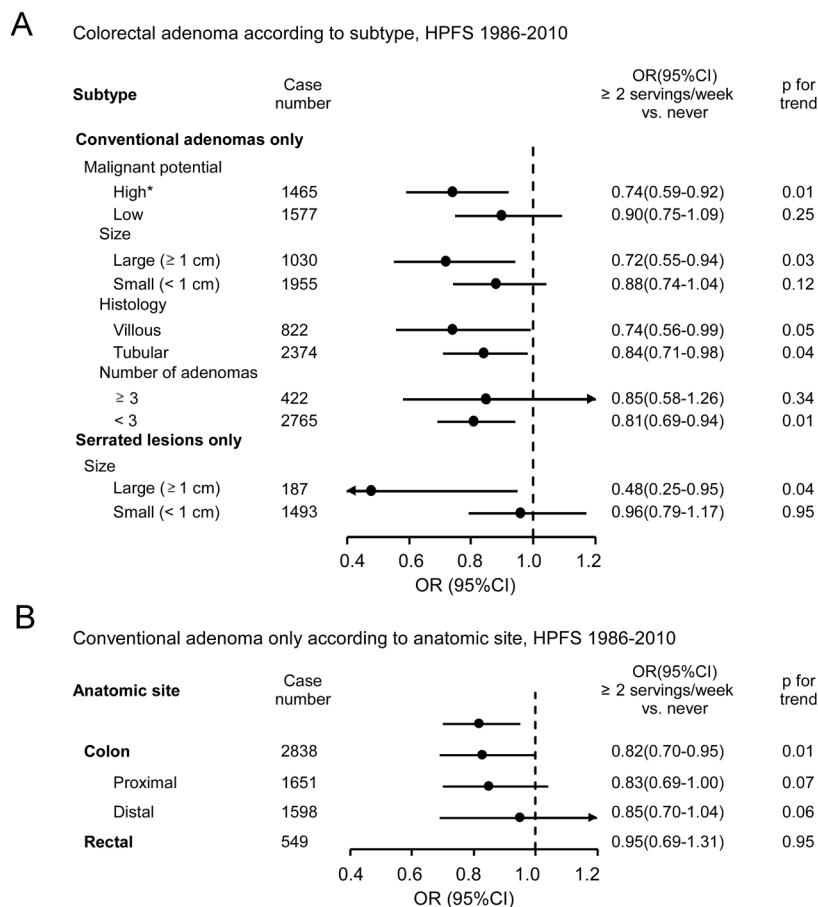 A
Colorectal adenoma according to subtype, HPFS 1986-2010
Subtype Case number OR(95%CI) ≥ 2 servings/week vs. never p for trend
Conventional adenomas only
Malignant potential
High* 1465 0.74(0.59-0.92) 0.01
Low 1577 0.90(0.75-1.09) 0.25
Size
Large (≥ 1 cm) 1030 0.72(0.55-0.94) 0.03
Small (< 1 cm) 1955 0.88(0.74-1.04) 0.12
Histology
Villous 822 0.74(0.56-0.99) 0.05
Tubular 2374 0.84(0.71-0.98) 0.04
Number of adenomas
≥ 3 422 0.85(0.58-1.26) 0.34
< 3 2765 0.81(0.69-0.94) 0.01
Serrated lesions only
Size
Large (≥ 1 cm) 187 0.48(0.25-0.95) 0.04
Small (< 1 cm) 1493 0.96(0.79-1.17) 0.95
0.4 0.6 0.8 1.0 1.2
OR (95%CI)
B
Conventional adenoma only according to anatomic site, HPFS 1986-2010
Anatomic site Case number OR(95%CI) ≥ 2 servings/week vs. never p for trend
Colon 2838 0.82(0.70-0.95) 0.01
Proximal 1651 0.83(0.69-1.00) 0.07
Distal 1598 0.85(0.70-1.04) 0.06
Rectal 549 0.95(0.69-1.31) 0.95
0.4 0.6 0.8 1.0 1.2
OR (95%CI)